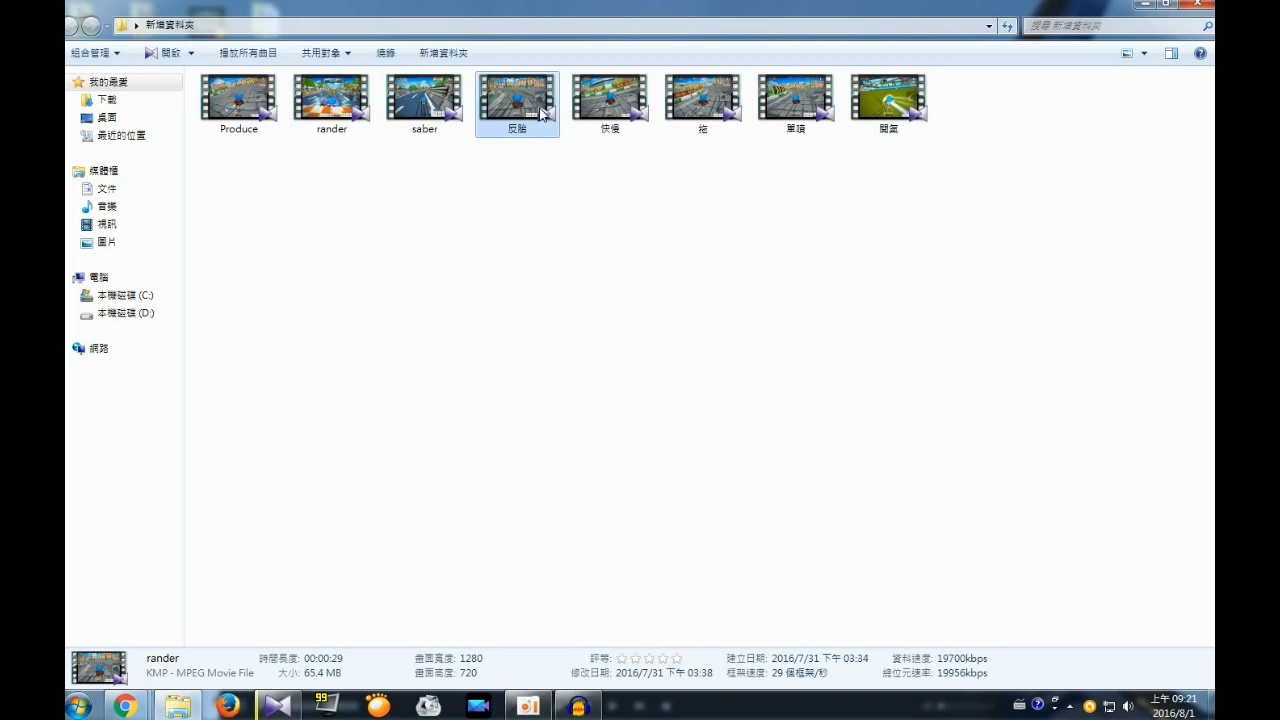 新增資料夾
搜尋 新增資料夾
組合管理
開啟
播放所有曲目
共用對象
燒錄
新增資料夾
我的最愛
下載
桌面
最近的位置
媒體櫃
文件
音樂
視訊
圖片
電腦
本機磁碟 (C:)
本機磁碟 (D:)
網路
Produce
rander
saber
反胎
快慢
拖
單噴
開氣
rander
KMP - MPEG Movie File
時間長度: 00:00:29
大小: 65.4 MB
畫面寬度: 1280
畫面高度: 720
評等:
修改日期: 2016/7/31 下午 03:38
建立日期: 2016/7/31 下午 03:34
框架速度: 29 個框架/秒
資料速度: 19700kbps
總位元速率: 19956kbps
99
上午 09:21
2016/8/1